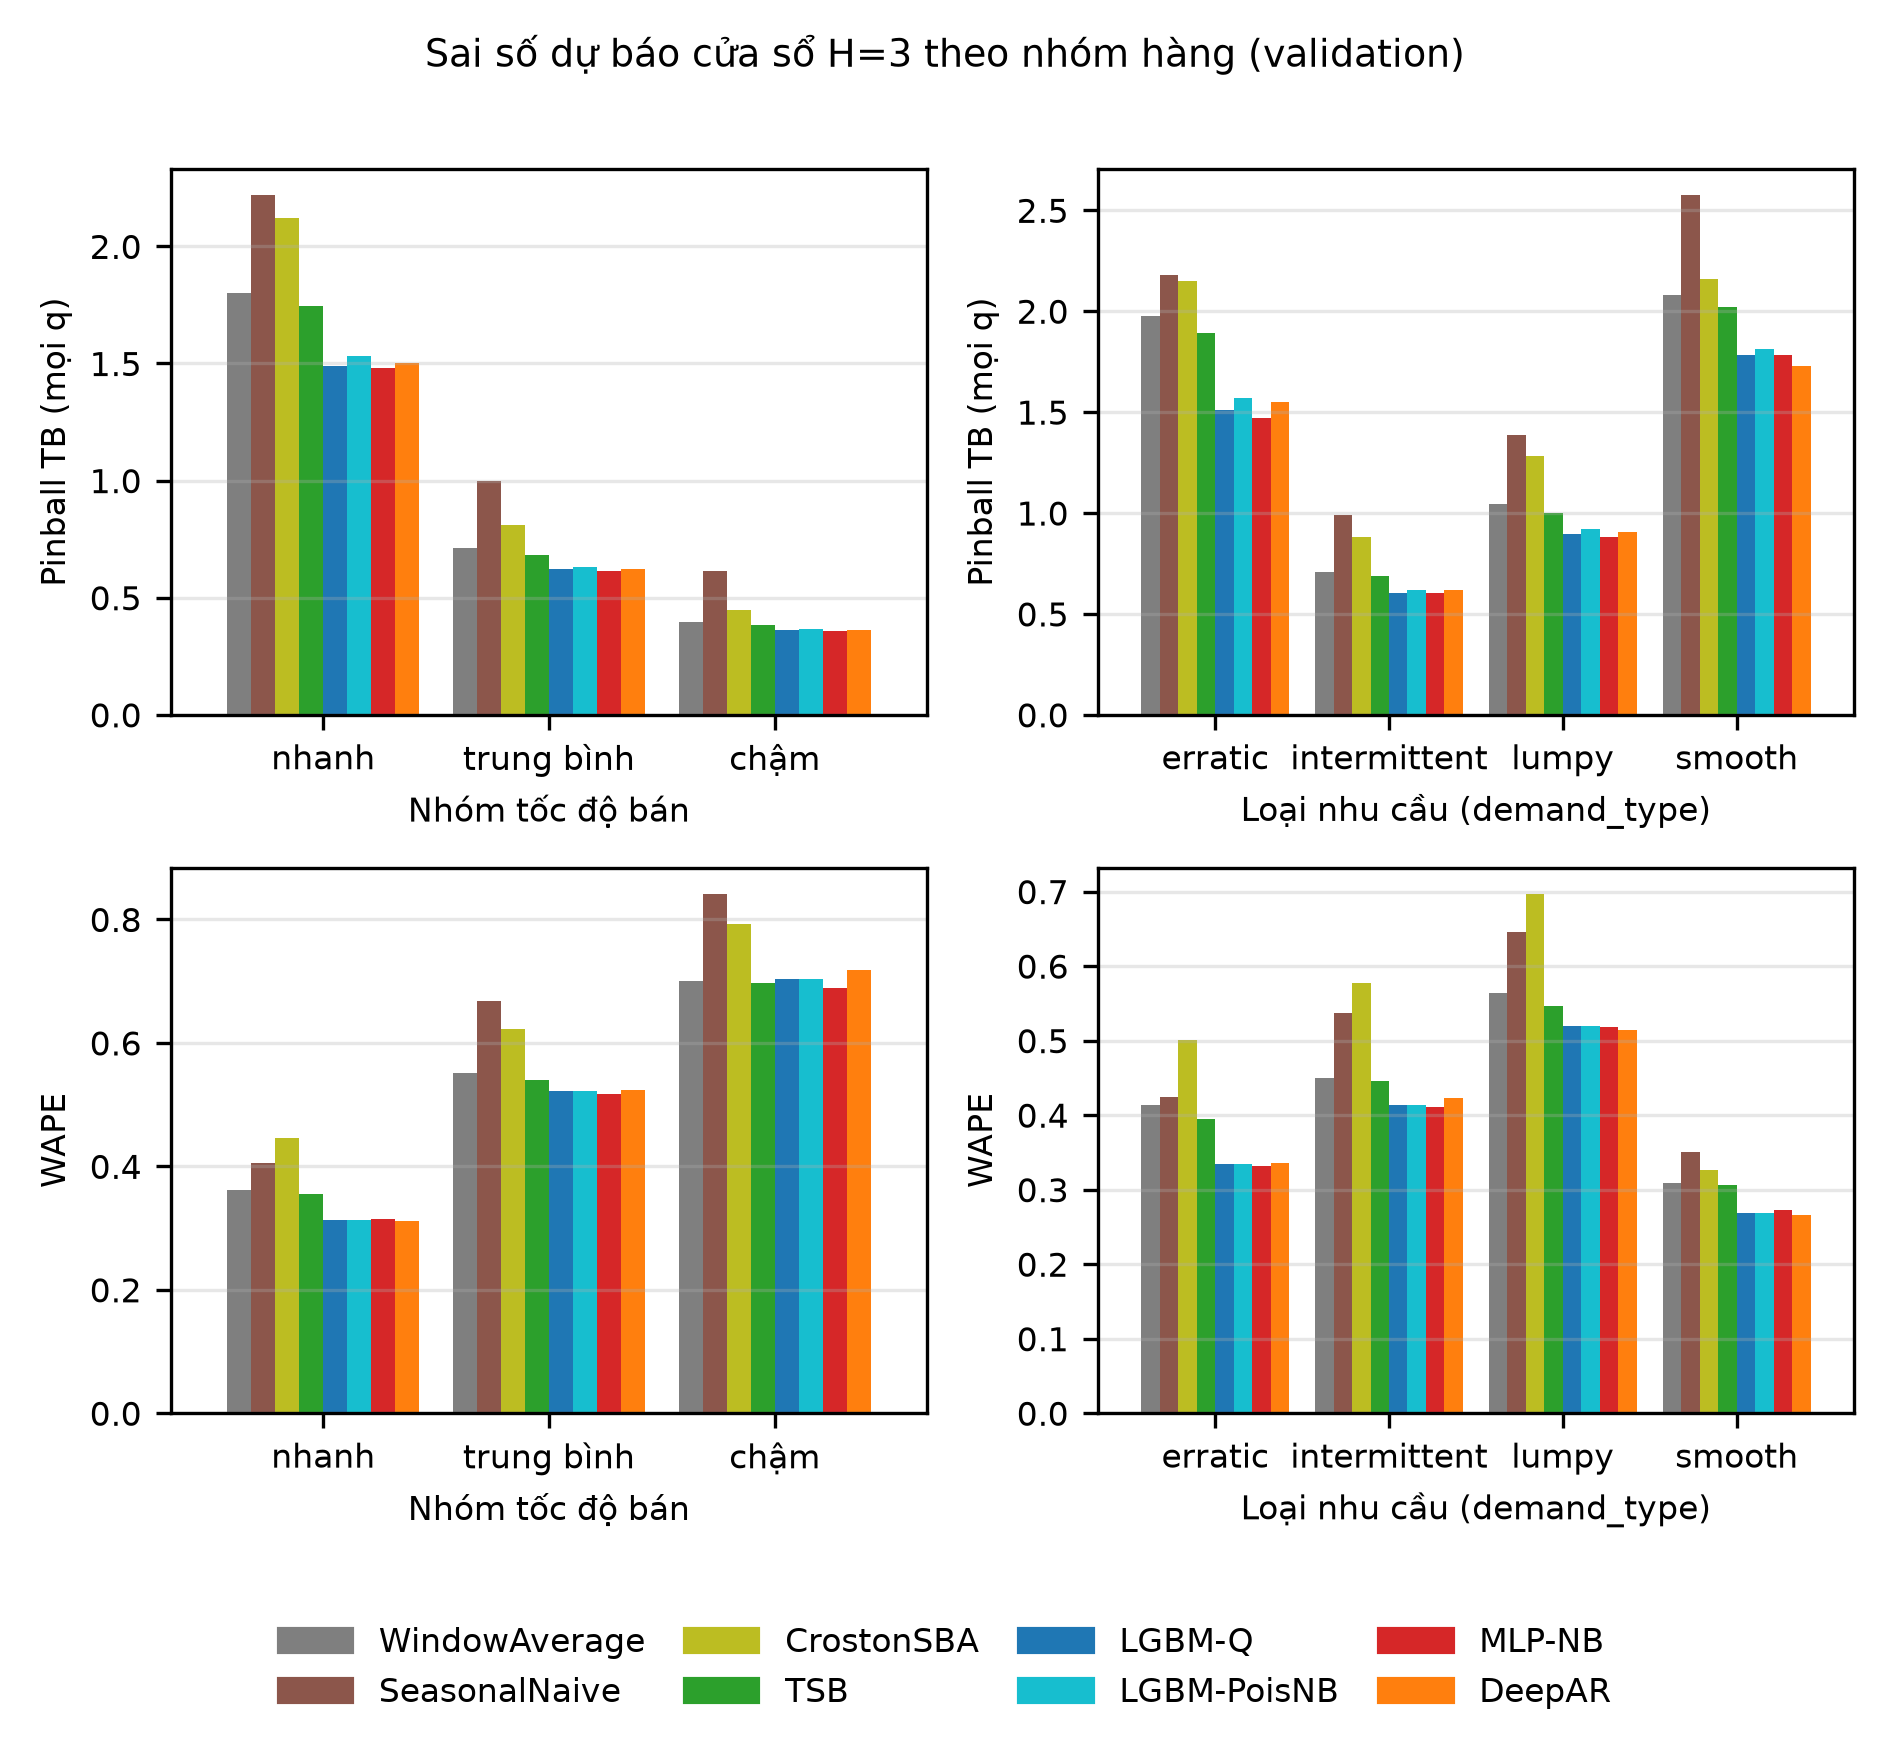 Sai số dự báo cửa sổ H=3 theo nhóm hàng (validation)
Pinball TB (mọi q)
2.0
1.5
1.0
0.5
0.0
nhanh trung bình chậm
Nhóm tốc độ bán
Pinball TB (mọi q)
2.5
2.0
1.5
1.0
0.5
0.0
erratic intermittent lumpy smooth
Loại nhu cầu (demand_type)
WAPE
0.8
0.6
0.4
0.2
0.0
nhanh trung bình chậm
Nhóm tốc độ bán
WAPE
0.7
0.6
0.5
0.4
0.3
0.2
0.1
0.0
erratic intermittent lumpy smooth
Loại nhu cầu (demand_type)
WindowAverage CrostonSBA LGBM-Q MLP-NB
SeasonalNaive TSB LGBM-PoisNB DeepAR